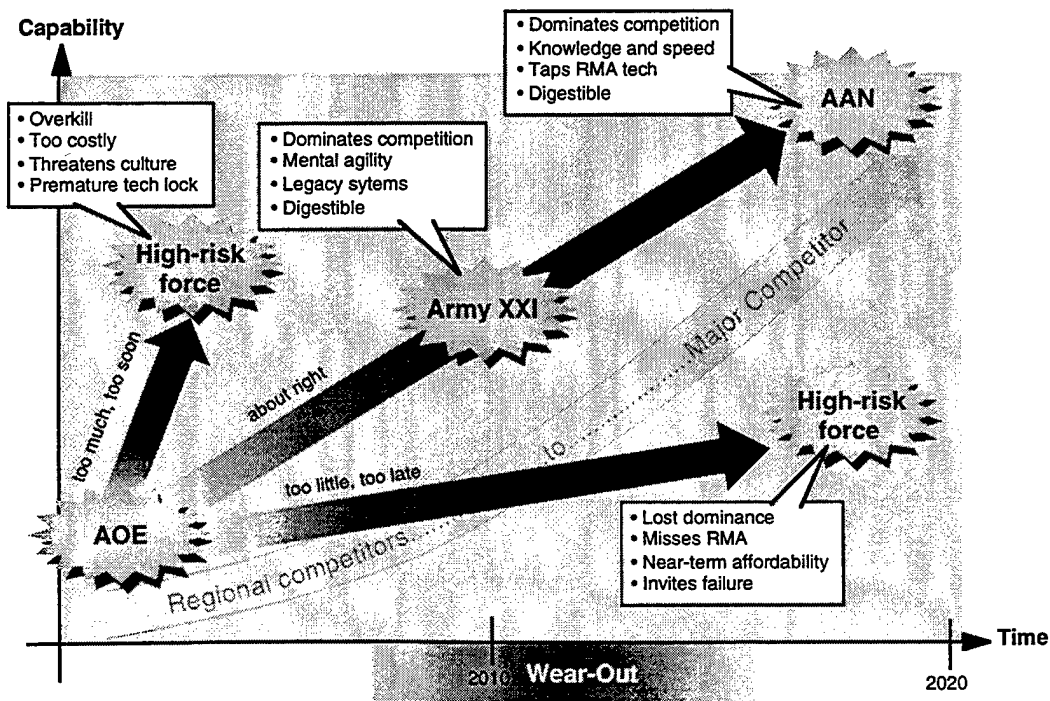 Capability
• Dominates competition
• Knowledge and speed
• Taps RMA tech
• Digestible
AAN
• Overkill
• Too costly
• Threatens culture
• Premature tech lock
• Dominates competition
• Mental agility
• Legacy sytems
• Digestible
High-risk
force
Army XXI
too much, too soon
about right
too little, too late
Regional competitors ..... to ..... Major Competitor
High-risk
force
AOE
• Lost dominance
• Misses RMA
• Near-term affordability
• Invites failure
Time
2010
Wear-Out
2020